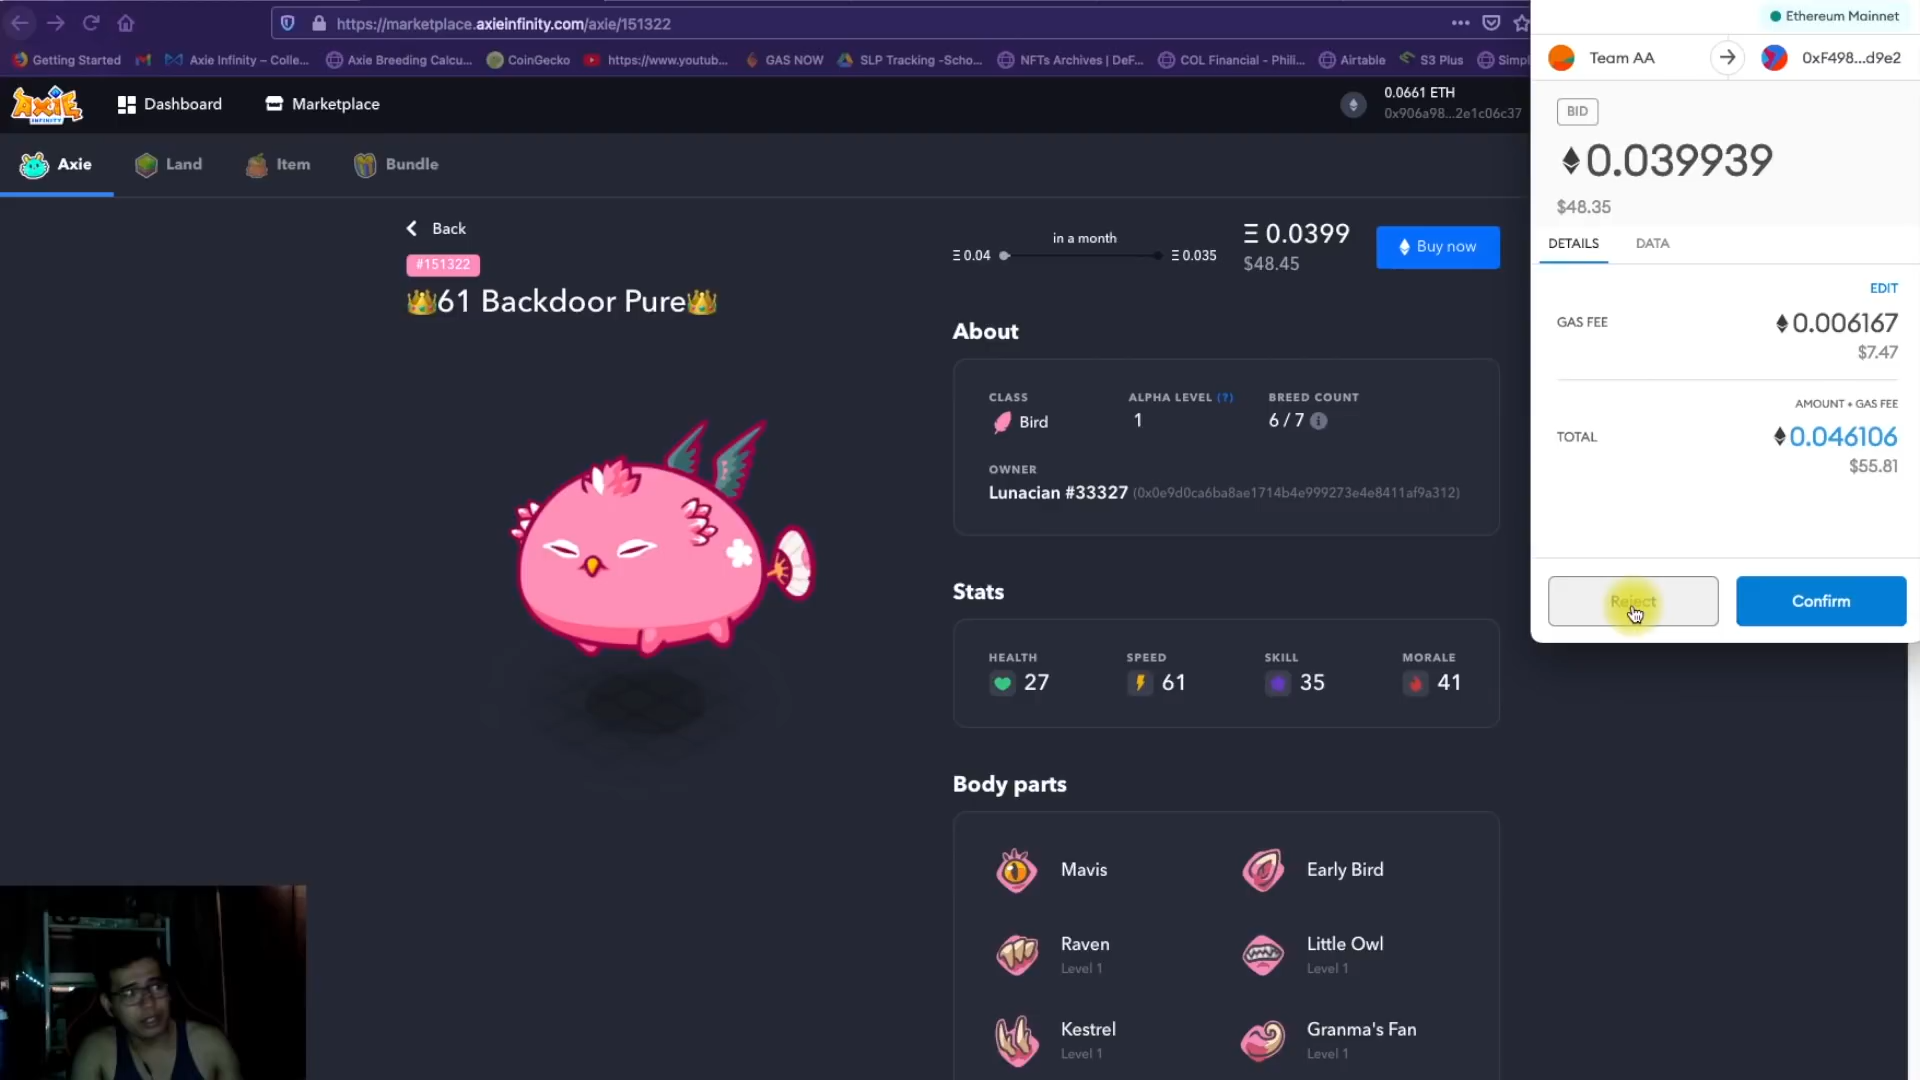 https://marketplace.axieinfinity.com/axie/151322
Getting Started
Axie Infinity – Colle...
Axie Breeding Calcu...
CoinGecko
https://www.youtub...
GAS NOW
SLP Tracking -Scho...
NFTs Archives | DeF...
COL Financial - Phili...
Airtable
S3 Plus
Simpl
Ethereum Mainnet
Team AA
0xF498...d9e2
AXIE
INFINITY
Dashboard
Marketplace
0.0661 ETH
0x906a98...2e1c06c37
BID
0.039939
$48.35
Axie
Land
Item
Bundle
DETAILS
DATA
EDIT
GAS FEE
0.006167
$7.47
AMOUNT + GAS FEE
TOTAL
0.046106
$55.81
Reject
Confirm
Back
#151322
61 Backdoor Pure
Ξ 0.04
in a month
Ξ 0.035
Ξ 0.0399
$48.45
Buy now
About
CLASS
Bird
ALPHA LEVEL (?)
1
BREED COUNT
6 / 7
OWNER
Lunacian #33327 (0x0e9d0ca6ba8ae1714b4e999273e4e8411af9a312)
Stats
HEALTH
27
SPEED
61
SKILL
35
MORALE
41
Body parts
Mavis
Early Bird
Raven
Level 1
Little Owl
Level 1
Kestrel
Level 1
Granma's Fan
Level 1